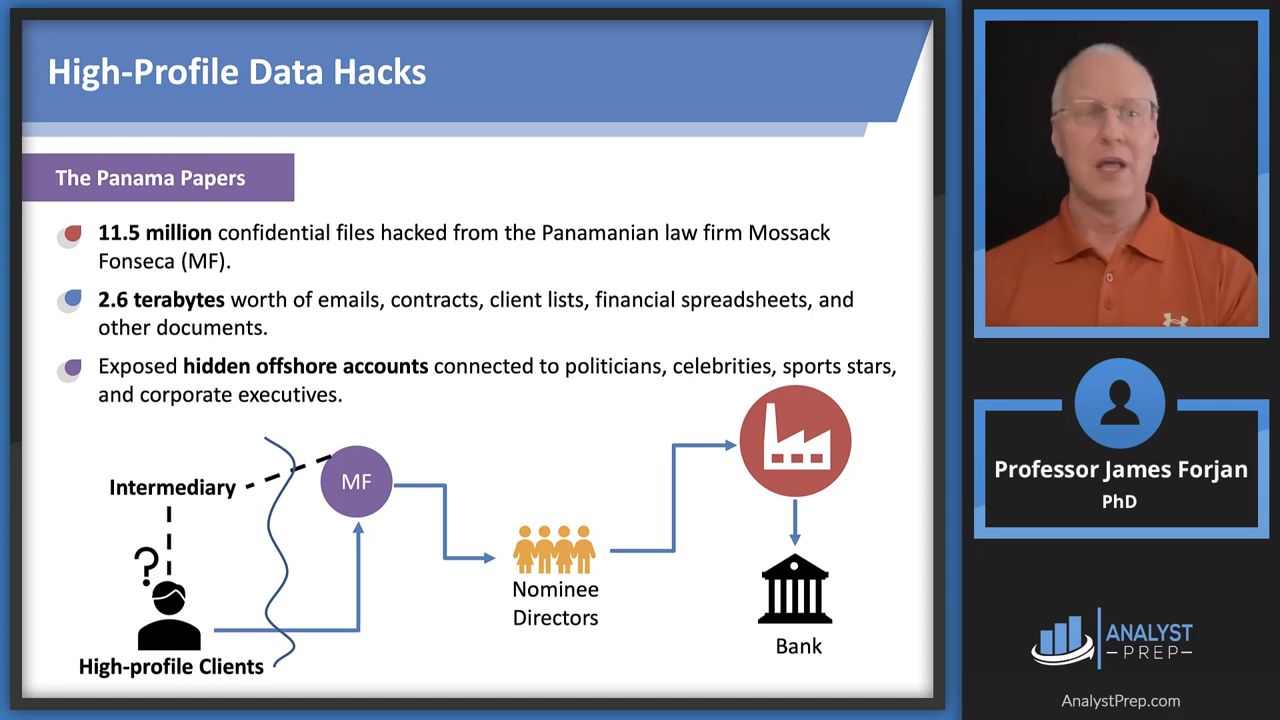 High-Profile Data Hacks
The Panama Papers
11.5 million confidential files hacked from the Panamanian law firm Mossack
Fonseca (MF).
2.6 terabytes worth of emails, contracts, client lists, financial spreadsheets, and
other documents.
Exposed hidden offshore accounts connected to politicians, celebrities, sports stars,
and corporate executives.
Intermediary
MF
?
Nominee
Directors
High-profile Clients
Bank
Professor James Forjan
PhD
ANALYST
–PREP–
AnalystPrep.com